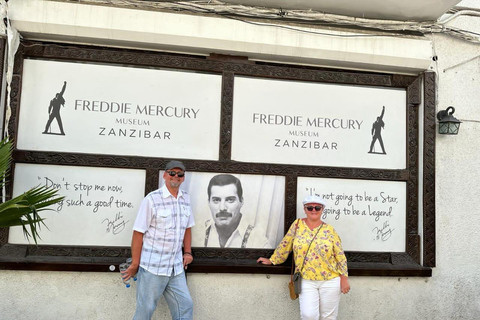 FREDDIE MERCURY
MUSEUM
ZANZIBAR
FREDDIE MERCURY
MUSEUM
ZANZIBAR
"Don't stop me now,
such a good time.
"I'm not going to be a Star,
going to be a Legend